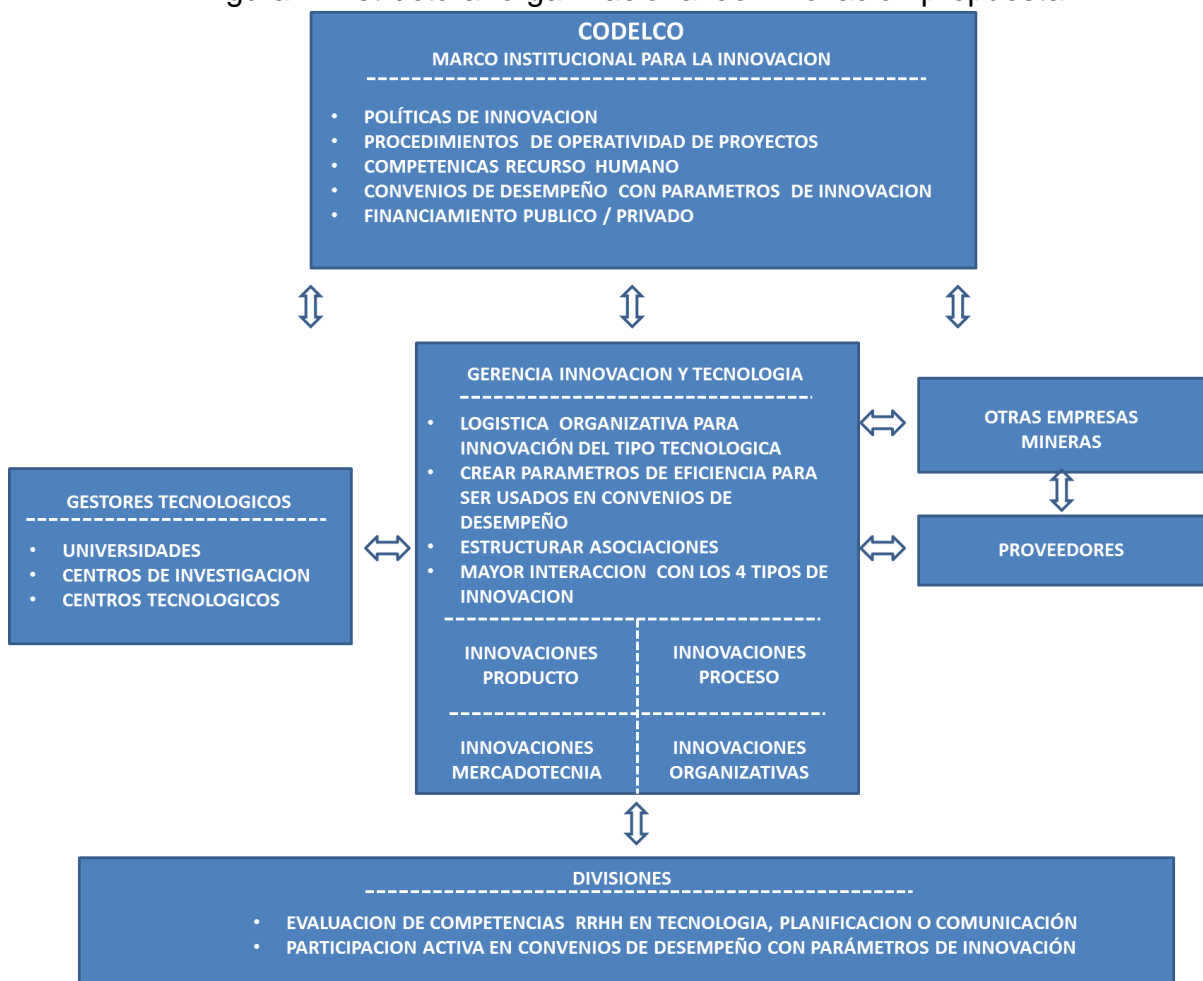 CODELCO
MARCO INSTITUCIONAL PARA LA INNOVACION
• POLÍTICAS DE INNOVACION
• PROCEDIMIENTOS DE OPERATIVIDAD DE PROYECTOS
• COMPETENICAS RECURSO HUMANO
• CONVENIOS DE DESEMPEÑO CON PARAMETROS DE INNOVACION
• FINANCIAMIENTO PUBLICO / PRIVADO
GERENCIA INNOVACION Y TECNOLOGIA
• LOGISTICA ORGANIZATIVA PARA
INNOVACIÓN DEL TIPO TECNOLOGICA
• CREAR PARAMETROS DE EFICIENCIA PARA
SER USADOS EN CONVENIOS DE
DESEMPEÑO
• ESTRUCTURAR ASOCIACIONES
• MAYOR INTERACCION CON LOS 4 TIPOS DE
INNOVACION
INNOVACIONES
PRODUCTO
INNOVACIONES
PROCESO
INNOVACIONES
MERCADOTECNIA
INNOVACIONES
ORGANIZATIVAS
GESTORES TECNOLOGICOS
• UNIVERSIDADES
• CENTROS DE INVESTIGACION
• CENTROS TECNOLOGICOS
OTRAS EMPRESAS
MINERAS
PROVEEDORES
DIVISIONES
• EVALUACION DE COMPETENCIAS RRHH EN TECNOLOGIA, PLANIFICACION O COMUNICACIÓN
• PARTICIPACION ACTIVA EN CONVENIOS DE DESEMPEÑO CON PARÁMETROS DE INNOVACIÓN